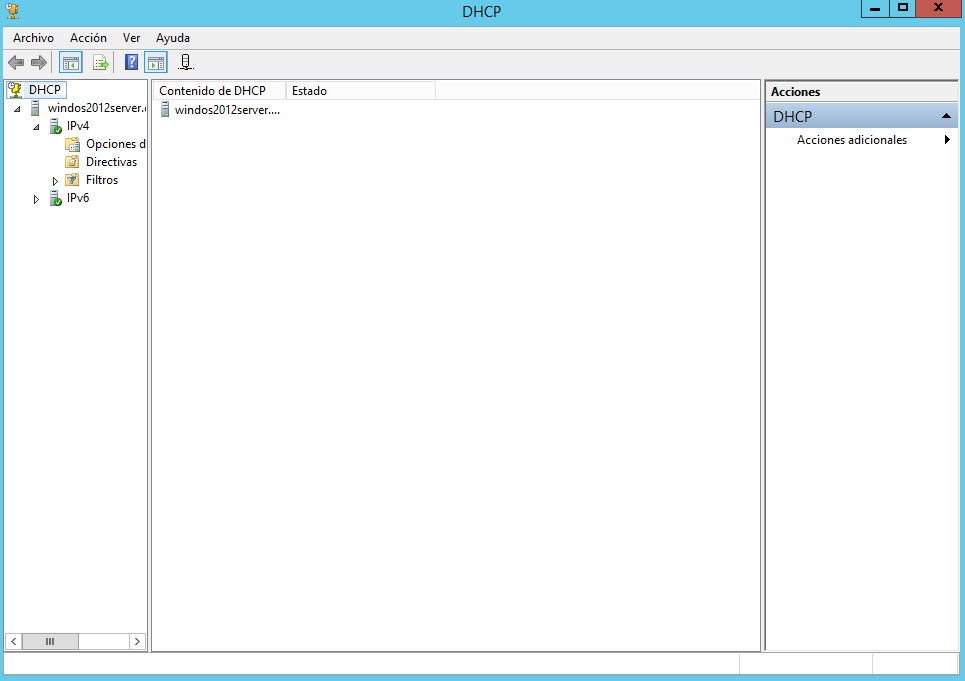 DHCP
Archivo Acción Ver Ayuda
DHCP
windos2012server.
IPv4
Opciones d
Directivas
Filtros
IPv6
Contenido de DHCP Estado
windos2012server....
Acciones
DHCP
Acciones adicionales